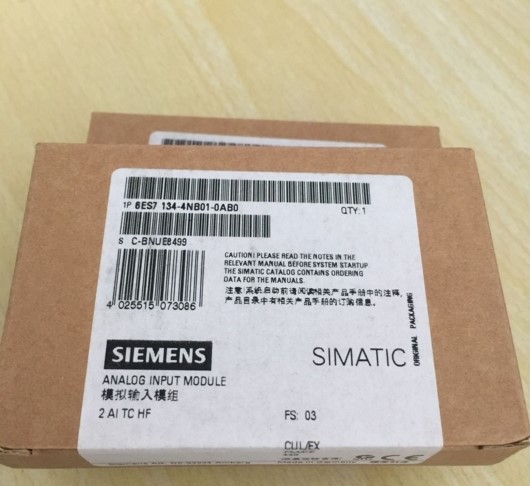 1P 6ES7 134-4NB01-0AB0
QTY: 1
S C-BNUE8499
CAUTION! PLEASE READ THE NOTES IN THE
RELEVANT MANUAL BEFORE SYSTEM STARTUP
THE SIMATIC CATALOG CONTAINS ORDERING
DATA FOR THE MANUALS.
注意:系统启动前请阅读相关产品手册中的注释,
产品目录中有相关产品手册的订购信息.
4 025515 073086
ORIGINAL PACKAGING
SIEMENS
SIMATIC
ANALOG INPUT MODULE
模拟输入模组
2 AI TC HF
FS: 03
CUL/EX
CE